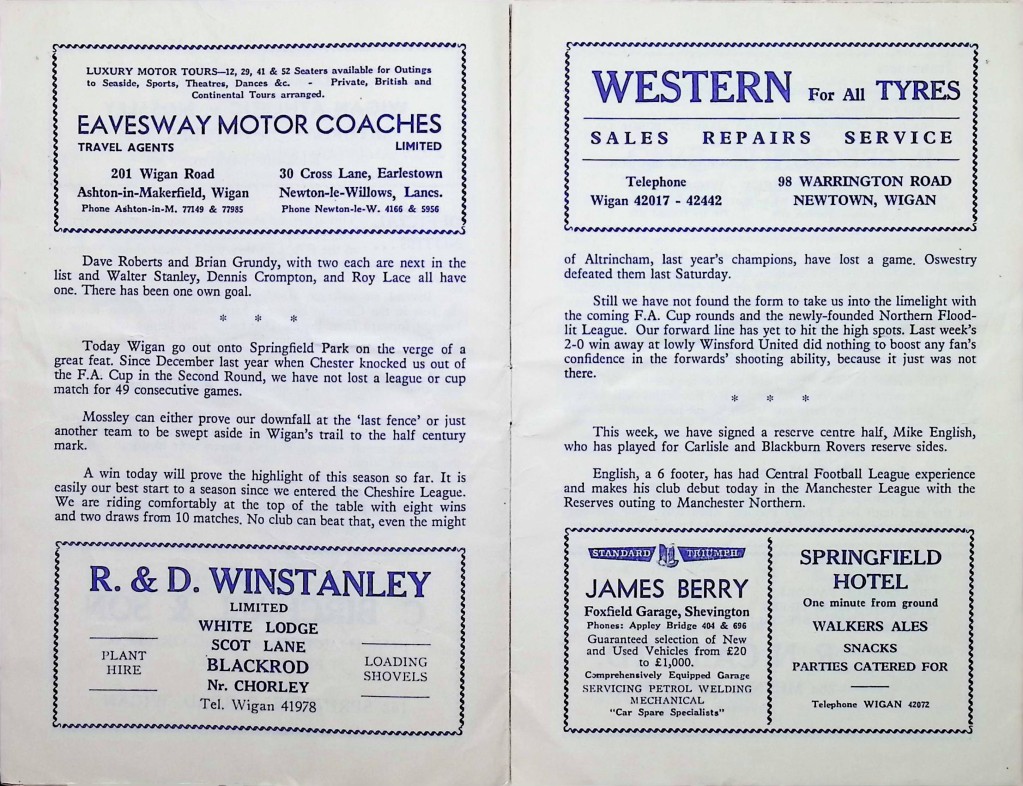 LUXURY MOTOR TOURS—12, 29, 41 & 52 Seaters available for Outings
to Seaside, Sports, Theatres, Dances &c. - Private, British and
Continental Tours arranged.
EAVESWAY MOTOR COACHES
TRAVEL AGENTS LIMITED
201 Wigan Road 30 Cross Lane, Earlestown
Ashton-in-Makerfield, Wigan Newton-le-Willows, Lancs.
Phone Ashton-in-M. 77149 & 77985 Phone Newton-le-W. 4166 & 5956
Dave Roberts and Brian Grundy, with two each are next in the
list and Walter Stanley, Dennis Crompton, and Roy Lace all have
one. There has been one own goal.
* * *
Today Wigan go out onto Springfield Park on the verge of a
great feat. Since December last year when Chester knocked us out of
the F.A. Cup in the Second Round, we have not lost a league or cup
match for 49 consecutive games.
Mossley can either prove our downfall at the 'last fence' or just
another team to be swept aside in Wigan's trail to the half century
mark.
A win today will prove the highlight of this season so far. It is
easily our best start to a season since we entered the Cheshire League.
We are riding comfortably at the top of the table with eight wins
and two draws from 10 matches. No club can beat that, even the might
R. & D. WINSTANLEY
LIMITED
WHITE LODGE
SCOT LANE
PLANT HIRE
BLACKROD
LOADING SHOVELS
Nr. CHORLEY
Tel. Wigan 41978
WESTERN For All TYRES
SALES REPAIRS SERVICE
Telephone 98 WARRINGTON ROAD
Wigan 42017 - 42442 NEWTOWN, WIGAN
of Altrincham, last year's champions, have lost a game. Oswestry
defeated them last Saturday.
Still we have not found the form to take us into the limelight with
the coming F.A. Cup rounds and the newly-founded Northern Flood-
lit League. Our forward line has yet to hit the high spots. Last week's
2-0 win away at lowly Winsford United did nothing to boost any fan's
confidence in the forwards' shooting ability, because it just was not
there.
* * *
This week, we have signed a reserve centre half, Mike English,
who has played for Carlisle and Blackburn Rovers reserve sides.
English, a 6 footer, has had Central Football League experience
and makes his club debut today in the Manchester League with the
Reserves outing to Manchester Northern.
STANDARD TRIUMPH
JAMES BERRY
Foxfield Garage, Shevington
Phones: Appley Bridge 404 & 696
Guaranteed selection of New
and Used Vehicles from £20
to £1,000.
Comprehensively Equipped Garage
SERVICING PETROL WELDING
MECHANICAL
"Car Spare Specialists"
SPRINGFIELD
HOTEL
One minute from ground
WALKERS ALES
SNACKS
PARTIES CATERED FOR
Telephone WIGAN 42072